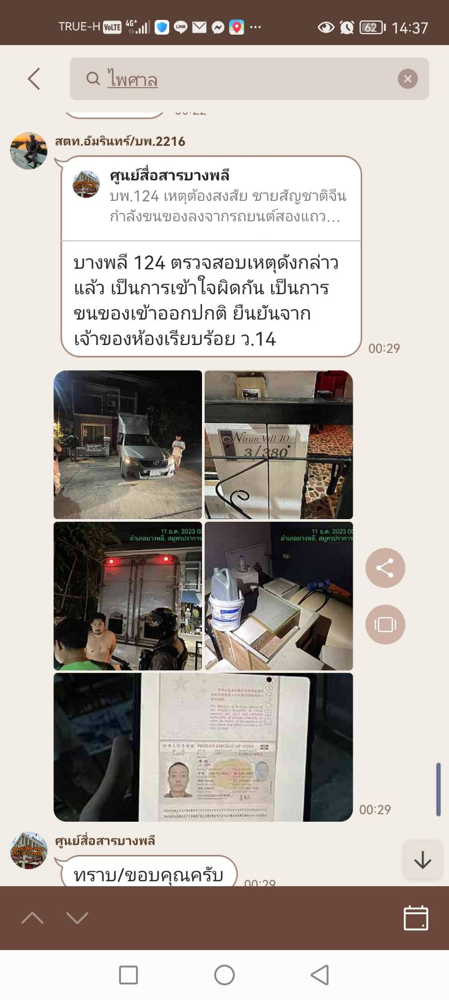 TRUE-H VoLTE 4G+ LINE 62 14:37
ไพศาล
00:22
สตท.อัมรินทร์/บพ.2216
ศูนย์สื่อสารบางพลี
บพ.124 เหตุต้องสงสัย ชายสัญชาติจีน
กำลังขนของลงจากรถยนต์สองแถว...
บางพลี 124 ตรวจสอบเหตุดังกล่าว
แล้ว เป็นการเข้าใจผิดกัน เป็นการ
ขนของเข้าออกปกติ ยืนยันจาก
เจ้าของห้องเรียบร้อย ว.14
00:29
Niran Vill 10
3/380
11 ธ.ค. 2023 00
อำเภอบางพลี, สมุทรปราการ
11 ธ.ค. 2023 00
อำเภอบางพลี, สมุทรปราการ
PEOPLE'S REPUBLIC OF CHINA
00:29
ศูนย์สื่อสารบางพลี
ทราบ/ขอบคุณครับ
00:29